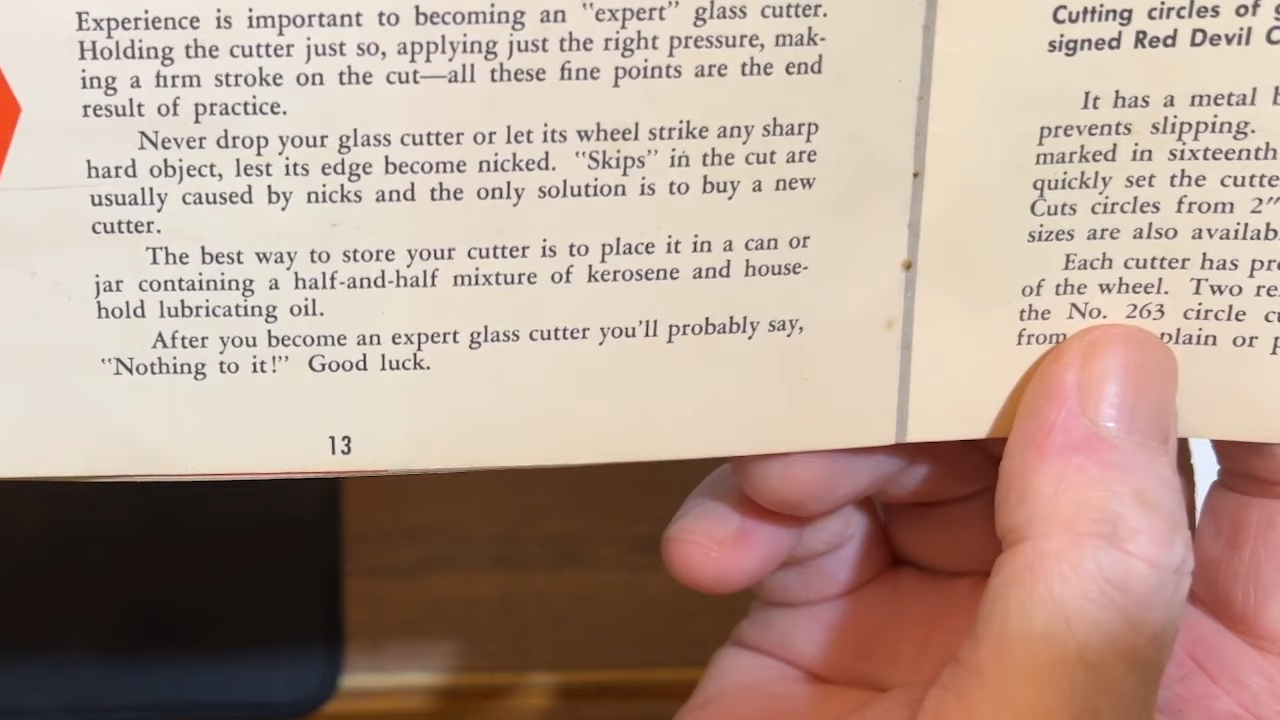 Experience is important to becoming an "expert" glass cutter.
Holding the cutter just so, applying just the right pressure, mak-
ing a firm stroke on the cut—all these fine points are the end
result of practice.
Never drop your glass cutter or let its wheel strike any sharp
hard object, lest its edge become nicked. "Skips" in the cut are
usually caused by nicks and the only solution is to buy a new
cutter.
The best way to store your cutter is to place it in a can or
jar containing a half-and-half mixture of kerosene and house-
hold lubricating oil.
After you become an expert glass cutter you'll probably say,
"Nothing to it!" Good luck.
13
Cutting circles of
signed Red Devil
It has a metal
prevents slipping.
marked in sixteenth
quickly set the
Cuts circles from 2"
sizes are also
Each cutter has
of the wheel. Two
the No. 263 circle
from plain or